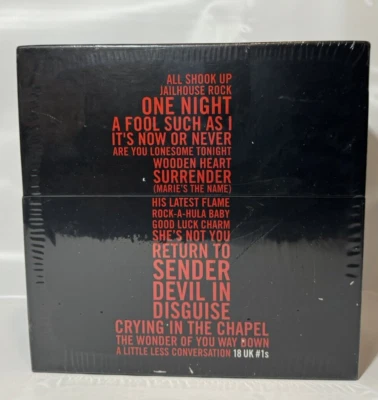 ALL SHOOK UP
JAILHOUSE ROCK
ONE NIGHT
A FOOL SUCH AS I
IT'S NOW OR NEVER
ARE YOU LONESOME TONIGHT
WOODEN HEART
SURRENDER
(MARIE'S THE NAME)
HIS LATEST FLAME
ROCK-A-HULA BABY
GOOD LUCK CHARM
SHE'S NOT YOU
RETURN TO
SENDER
DEVIL IN
DISGUISE
CRYING IN THE CHAPEL
THE WONDER OF YOU WAY DOWN
A LITTLE LESS CONVERSATION 18 UK #1s